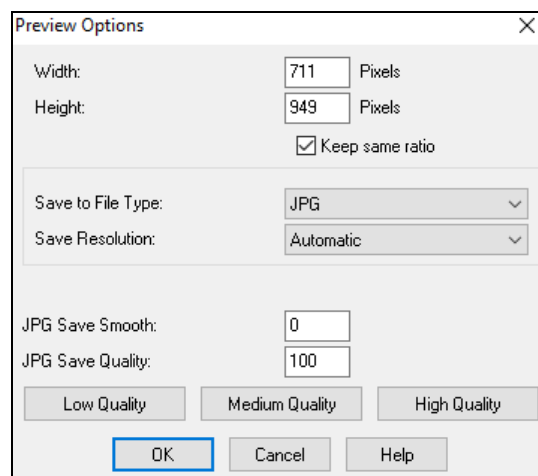 Preview Options
Width: 711 Pixels
Height: 949 Pixels
Keep same ratio
Save to File Type: JPG
Save Resolution: Automatic
JPG Save Smooth: 0
JPG Save Quality: 100
Low Quality Medium Quality High Quality
OK Cancel Help